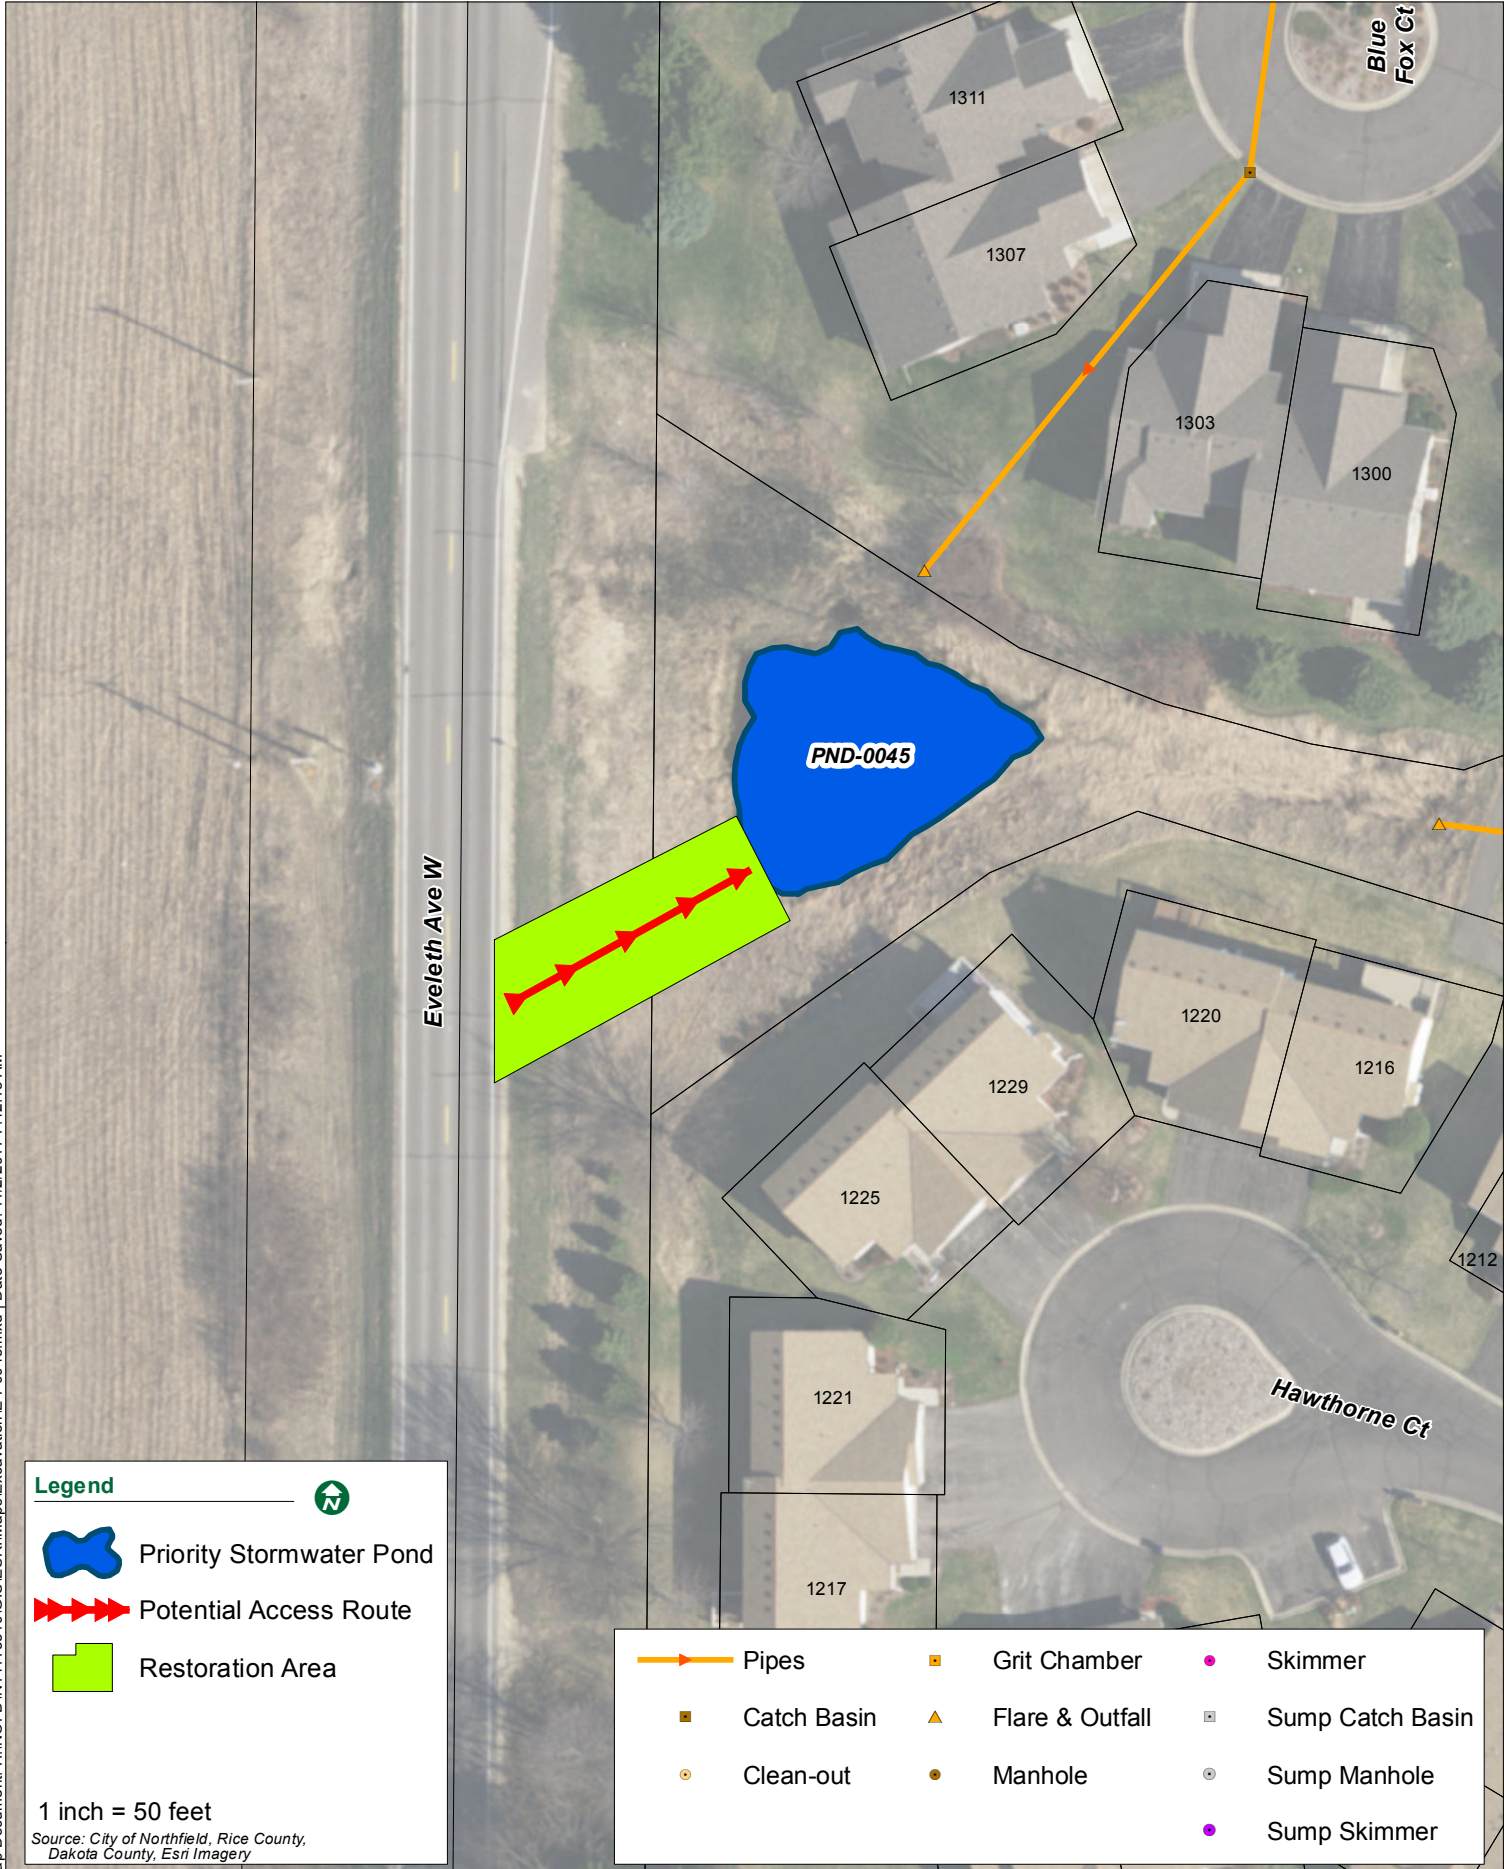 Blue
Fox Ct
1311
1307
1303
1300
PND-0045
Eveleth Ave W
1220
1216
1229
1225
1212
1221
Hawthorne Ct
1217
Legend
N
Priority Stormwater Pond
Potential Access Route
Restoration Area
1 inch = 50 feet
Source: City of Northfield, Rice County,
Dakota County, Esri Imagery
Pipes
Catch Basin
Clean-out
Grit Chamber
Flare & Outfall
Manhole
Skimmer
Sump Catch Basin
Sump Manhole
Sump Skimmer